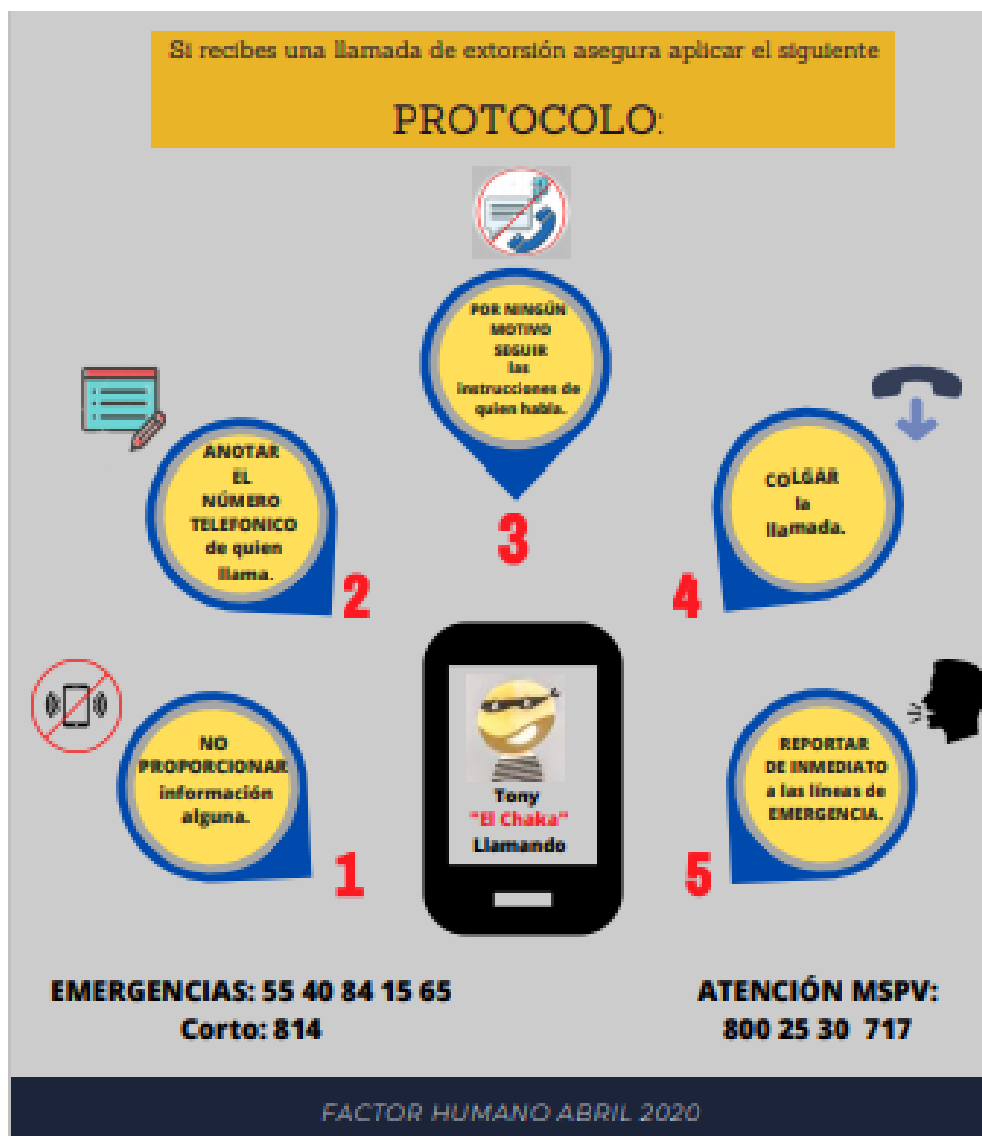 Si recibes una llamada de extorsión asegura aplicar el siguiente
PROTOCOLO:
POR NINGÚN
MOTIVO
SEGUIR
las
instrucciones de
quien habla.
3
ANOTAR
EL
NÚMERO
TELEFONICO
de quien
llama.
2
COLGAR
la
llamada.
4
NO
PROPORCIONAR
información
alguna.
1
Tony
"El Chaka"
Llamando
REPORTAR
DE INMEDIATO
a las líneas de
EMERGENCIA.
5
EMERGENCIAS: 55 40 84 15 65
Corto: 814
ATENCIÓN MSPV:
800 25 30 717
FACTOR HUMANO ABRIL 2020